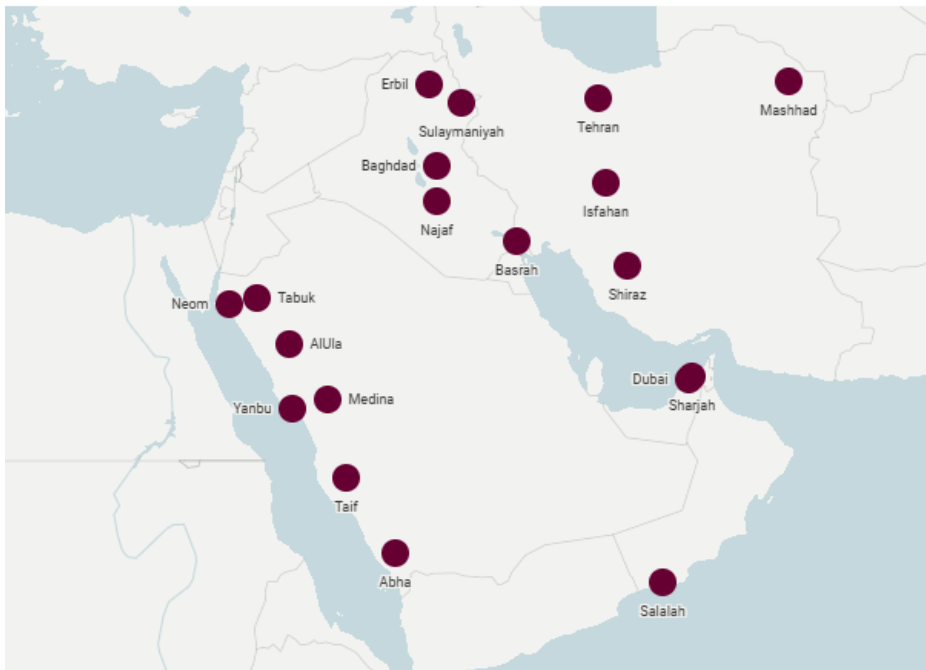 Erbil
Mashhad
Tehran
Sulaymaniyah
Baghdad
Isfahan
Najaf
Basrah
Shiraz
Tabuk
Neom
AlUla
Dubai
Medina
Sharjah
Yanbu
Taif
Abha
Salalah